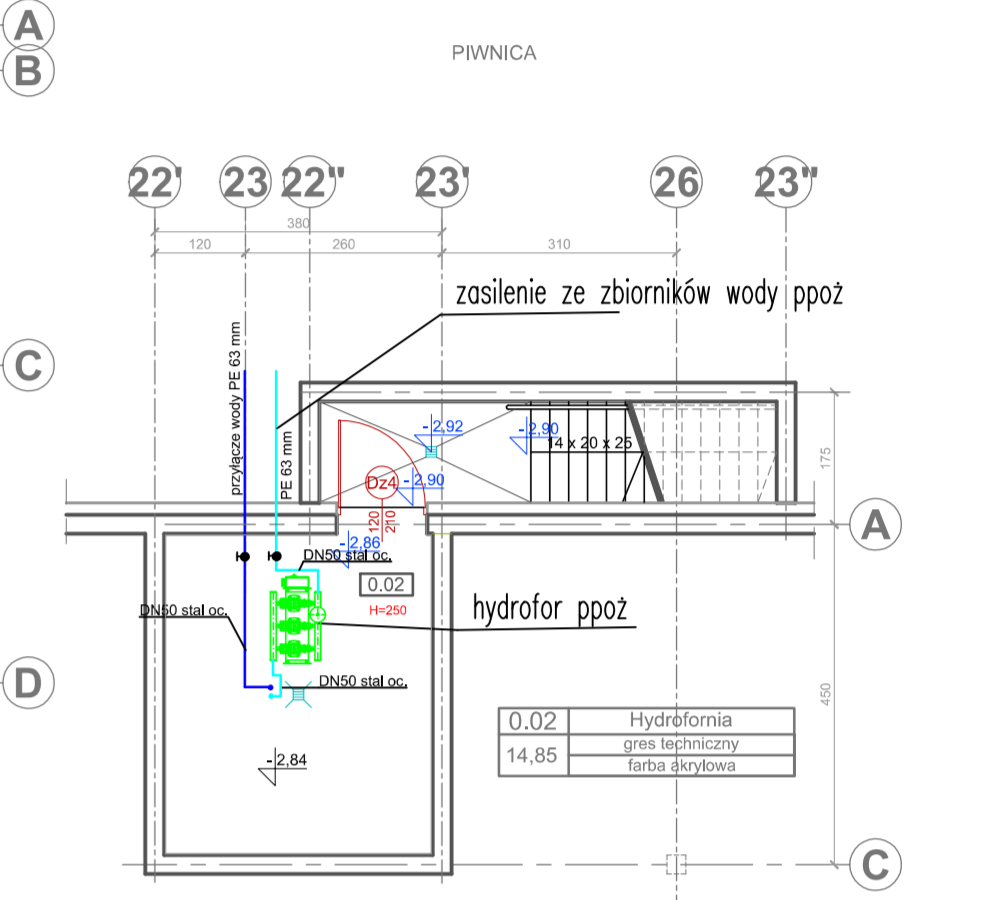 A
B
PIWNICA
22' 23 22" 23' 26 23"
380
120 260 310
zasilenie ze zbiorników wody ppoż
C
przyłącze wody PE 63 mm
PE 63 mm
- 2,92
- 2,90
14 x 20 x 25
175
Dz4
- 2,90
120
210
A
- 2,86
DN50 stal oc.
0.02
H=250
DN50 stal oc.
hydrofor ppoż
D
DN50 stal oc.
450
0.02 Hydrofornia
14,85 gres techniczny
farba akrylowa
- 2,84
C